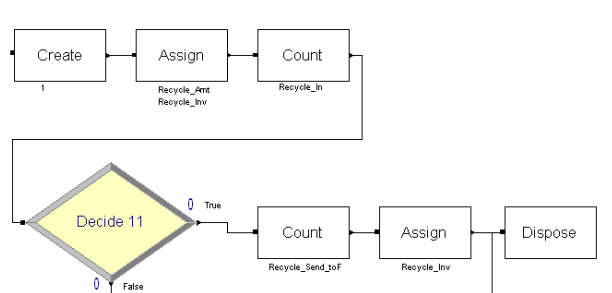 Create
Assign
Count
1
Recycle_Amt
Recycle_Inv
Recycle_In
Decide 11
0
True
0
False
Count
Assign
Dispose
Recycle_Send_toF
Recycle_Inv